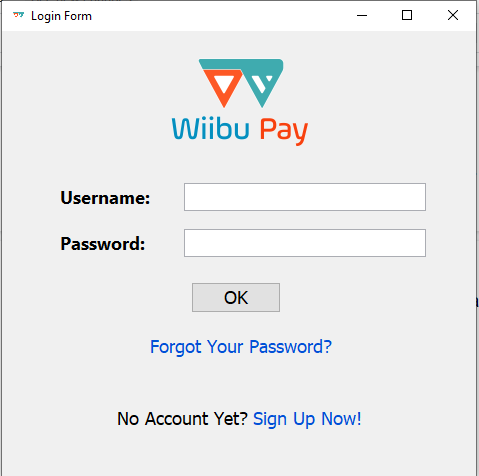 Login Form
Wiibu Pay
Username:
Password:
OK
Forgot Your Password?
No Account Yet? Sign Up Now!